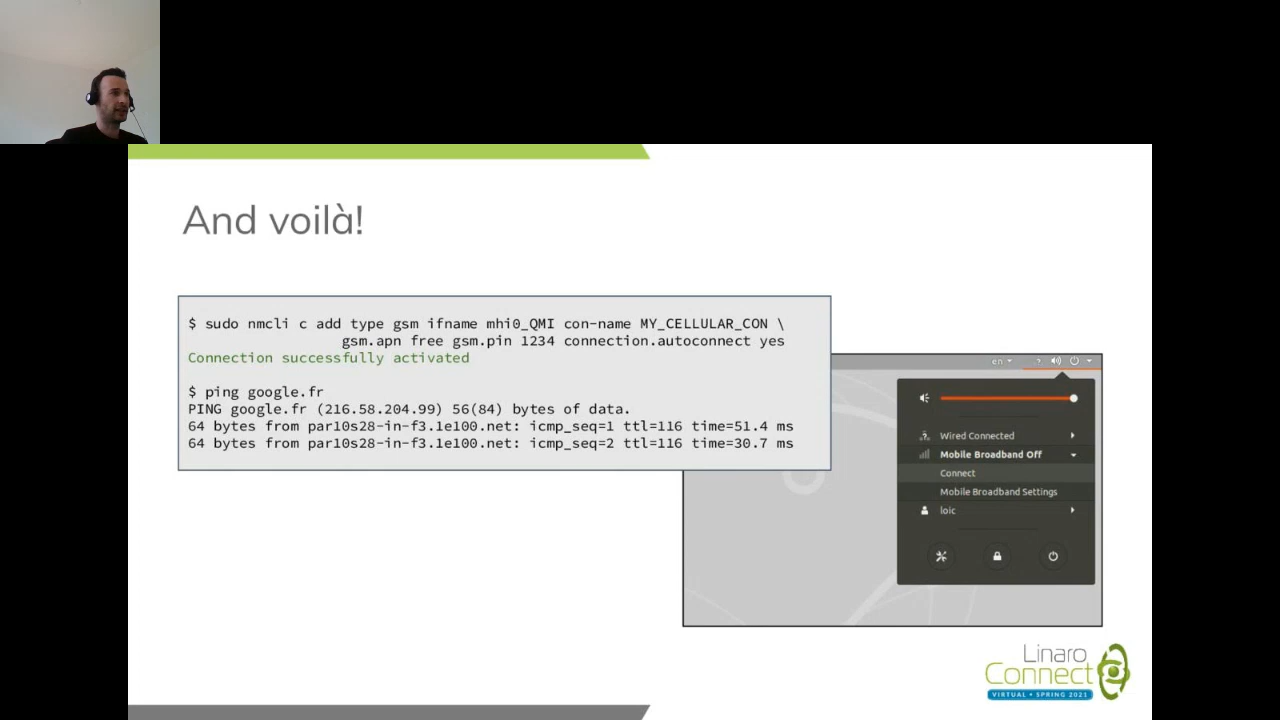 And voilà!
$ sudo nmcli c add type gsm ifname mhi0_QMI con-name MY_CELLULAR_CON \
gsm.apn free gsm.pin 1234 connection.autoconnect yes
Connection successfully activated
$ ping google.fr
PING google.fr (216.58.204.99) 56(84) bytes of data.
64 bytes from par10s28-in-f3.1e100.net: icmp_seq=1 ttl=116 time=51.4 ms
64 bytes from par10s28-in-f3.1e100.net: icmp_seq=2 ttl=116 time=30.7 ms
en
Wired Connected
Mobile Broadband Off
Connect
Mobile Broadband Settings
loic
Linaro
Connect
VIRTUAL • SPRING 2021